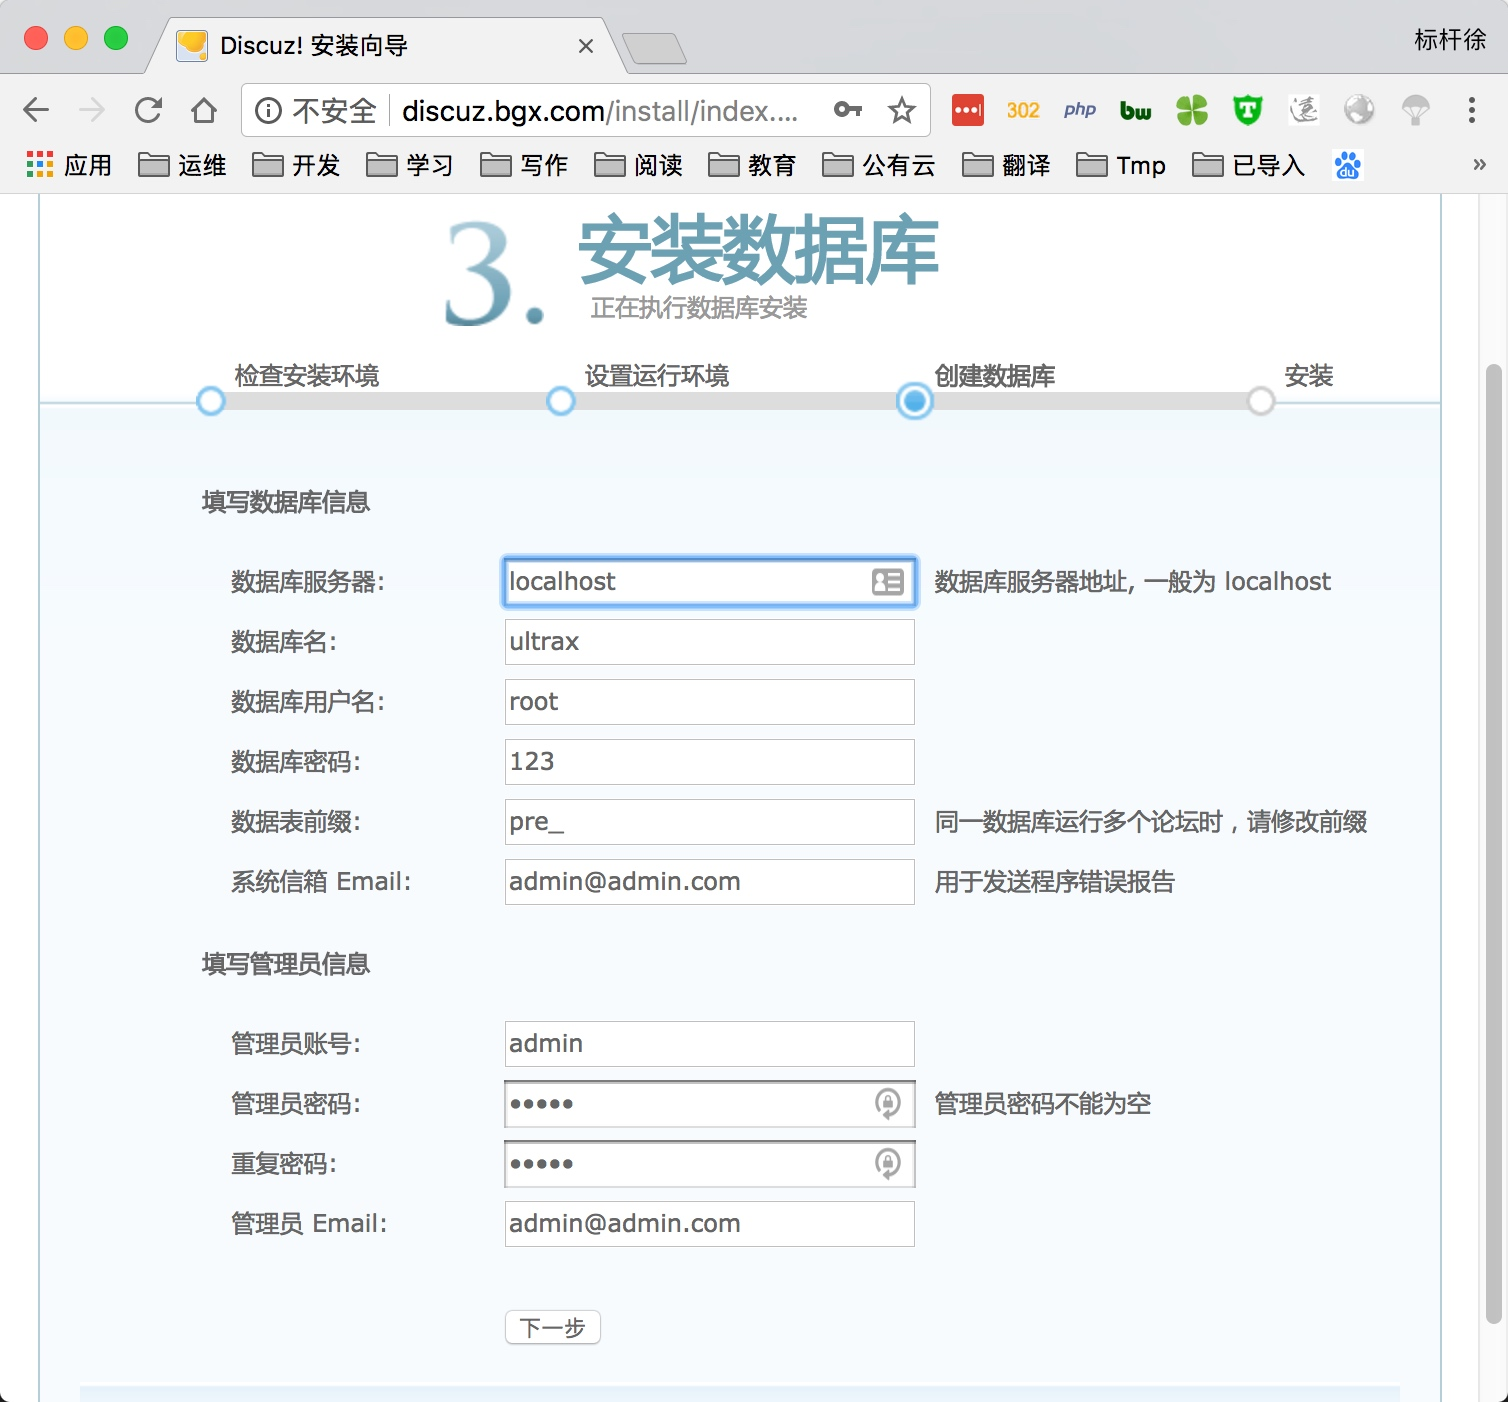 Discuz! 安装向导
标杆徐
不安全 discuz.bgx.com/install/index....
302 php bw T
应用 运维 开发 学习 写作 阅读 教育 公有云 翻译 Tmp 已导入 du »
3. 安装数据库
正在执行数据库安装
检查安装环境 设置运行环境 创建数据库 安装
填写数据库信息
数据库服务器: localhost 数据库服务器地址, 一般为 localhost
数据库名: ultrax
数据库用户名: root
数据库密码: 123
数据表前缀: pre_ 同一数据库运行多个论坛时，请修改前缀
系统信箱 Email: admin@admin.com 用于发送程序错误报告
填写管理员信息
管理员账号: admin
管理员密码: ••••• 管理员密码不能为空
重复密码: •••••
管理员 Email: admin@admin.com
下一步